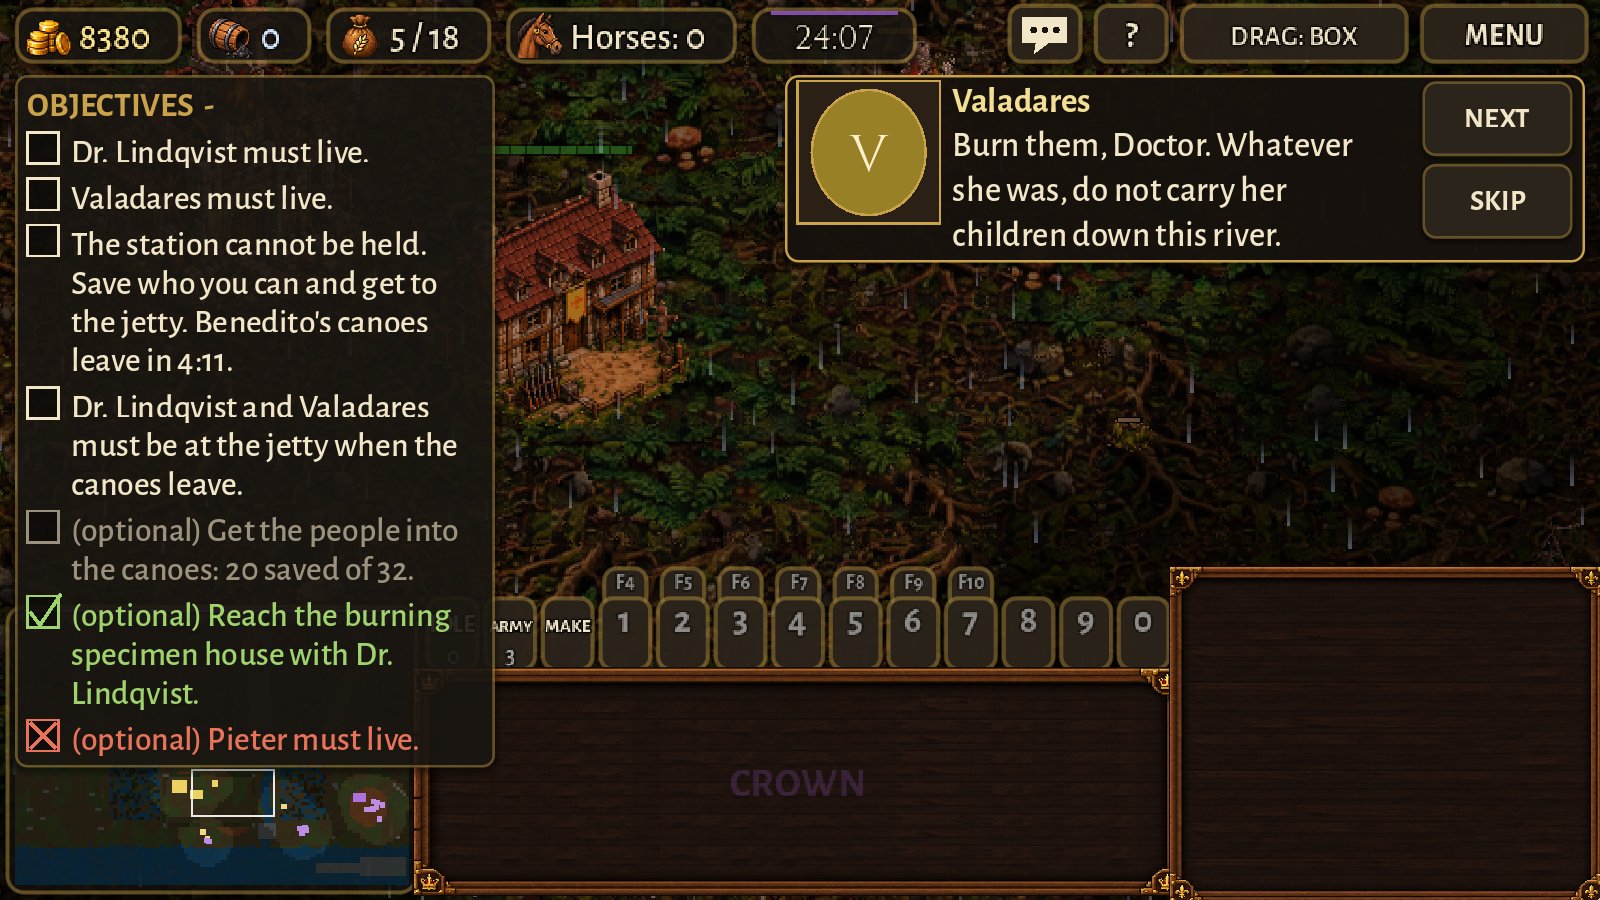 8380
0
5 / 18
Horses: 0
24:07
?
DRAG: BOX
MENU
OBJECTIVES -
Dr. Lindqvist must live.
Valadares must live.
The station cannot be held.
Save who you can and get to
the jetty. Benedito's canoes
leave in 4:11.
Dr. Lindqvist and Valadares
must be at the jetty when the
canoes leave.
(optional) Get the people into
the canoes: 20 saved of 32.
(optional) Reach the burning
specimen house with Dr.
Lindqvist.
(optional) Pieter must live.
V
Valadares
Burn them, Doctor. Whatever
she was, do not carry her
children down this river.
NEXT
SKIP
F4 F5 F6 F7 F8 F9 F10
ARMY MAKE 1 2 3 4 5 6 7 8 9 0
0 3
CROWN